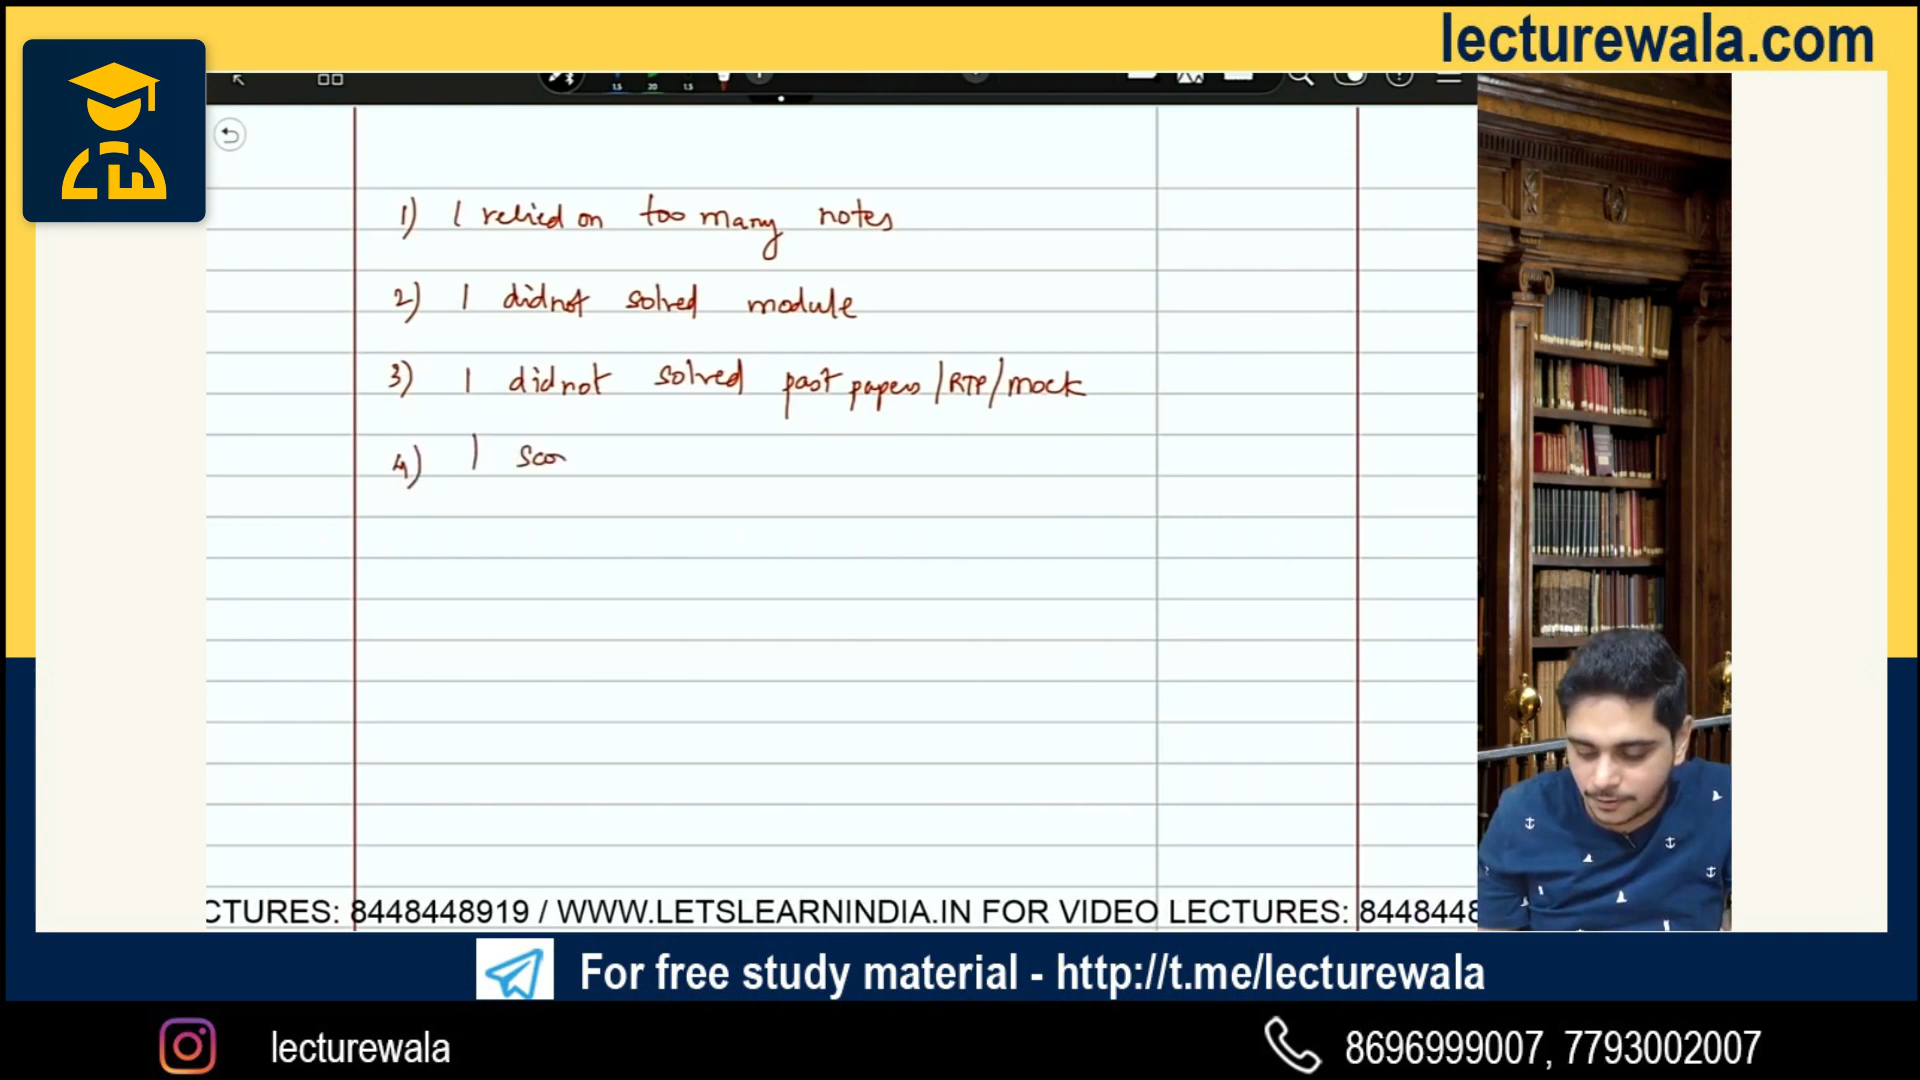 lecturewala.com
1) I relied on too many notes
2) I didnot solved module
3) I didnot solved past papers/RTP/mock
4) I sco
CTURES: 8448448919 / WWW.LETSLEARNINDIA.IN FOR VIDEO LECTURES: 8448448
For free study material - http://t.me/lecturewala
lecturewala
8696999007, 7793002007